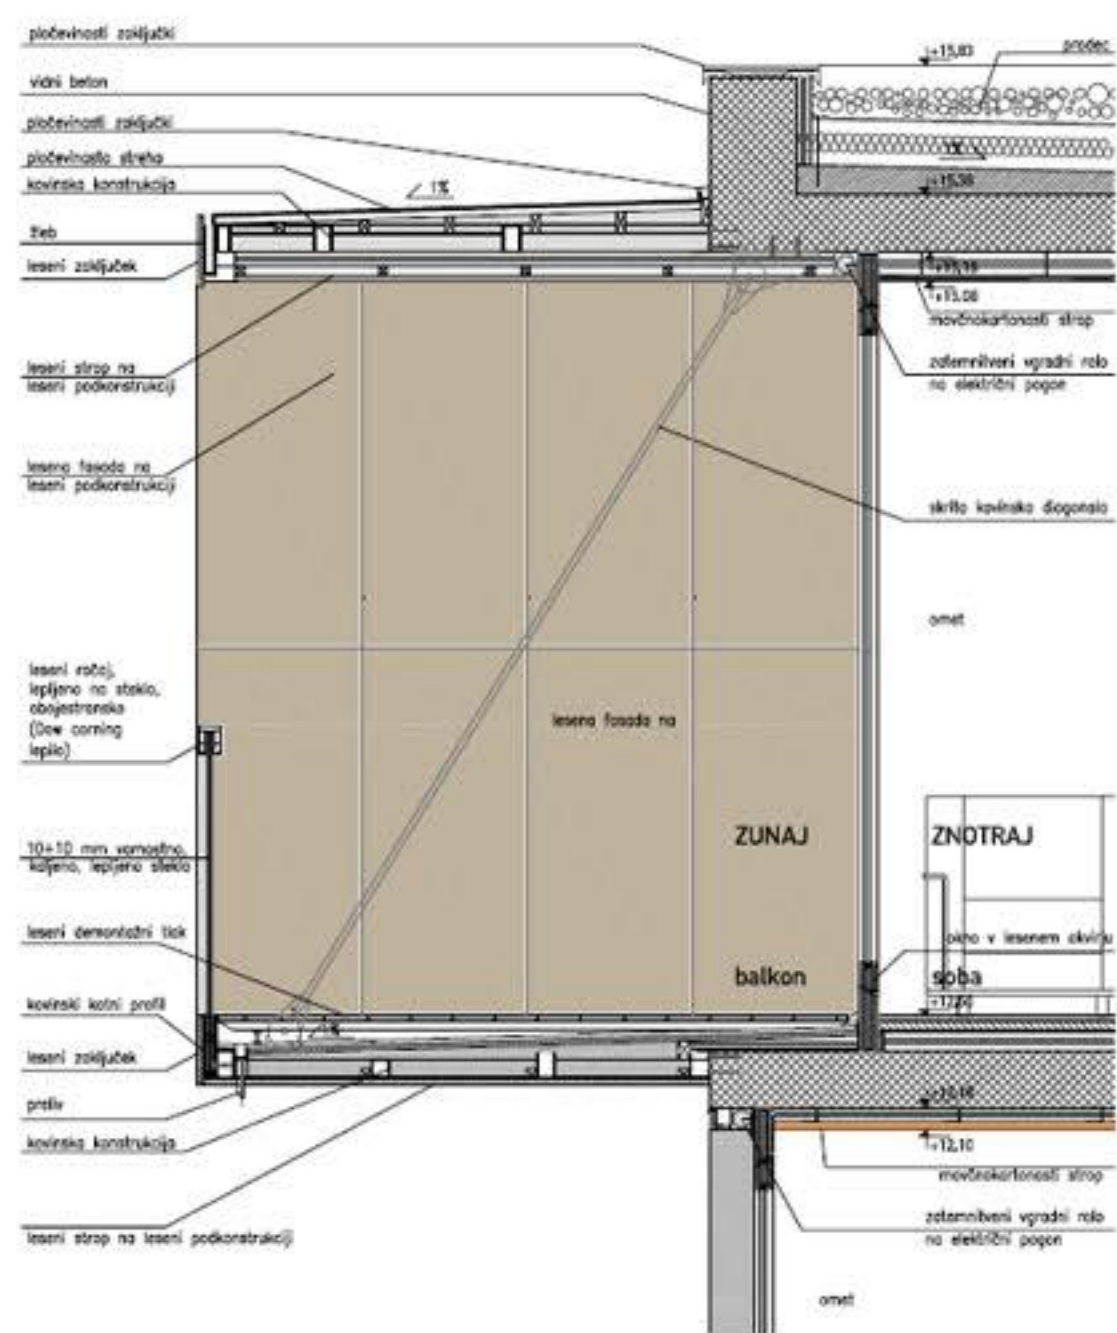 pločevinasti zaključki
vidni beton
pločevinasti zaključki
pločevinasta streha
kovinska konstrukcija
žleb
leseni zaključek
leseni strop na
leseni podkonstrukciji
lesena fasada na
leseni podkonstrukciji
leseni ročaj,
lepljeno na steklo,
obojestransko
(Dow corning
lepilo)
10+10 mm varnostno,
kaljeno, lepljeno steklo
leseni demontažni tlak
kovinski kotni profil
leseni zaključek
preliv
kovinska konstrukcija
leseni strop na leseni podkonstrukciji
1%
lesena fasada na
ZUNAJ
balkon
+15,83
prodec
1%
+15,38
+15,08
mavčnokartonasti strop
zatemnitveni vgradni rolo
na električni pogon
skrita kovinska diagonala
omet
ZNOTRAJ
okno v lesenem okvirju
soba
+12,10
mavčnokartonasti strop
zatemnitveni vgradni rolo
na električni pogon
omet